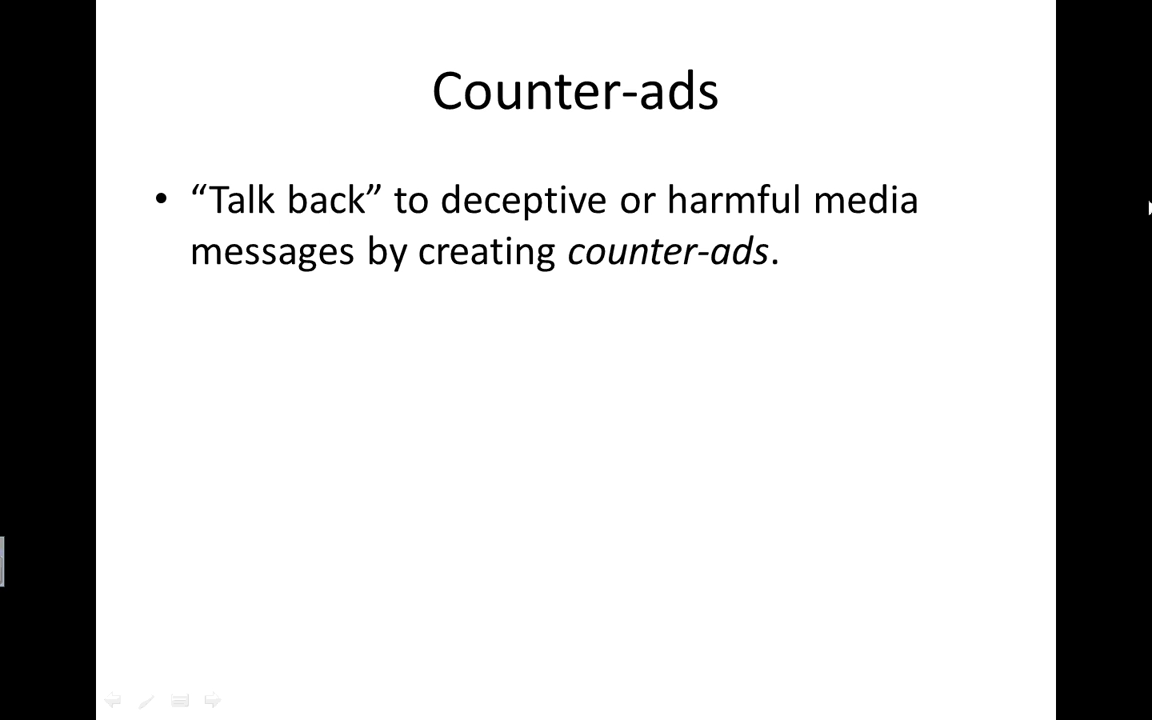 Counter-ads
• “Talk back” to deceptive or harmful media
messages by creating counter-ads.